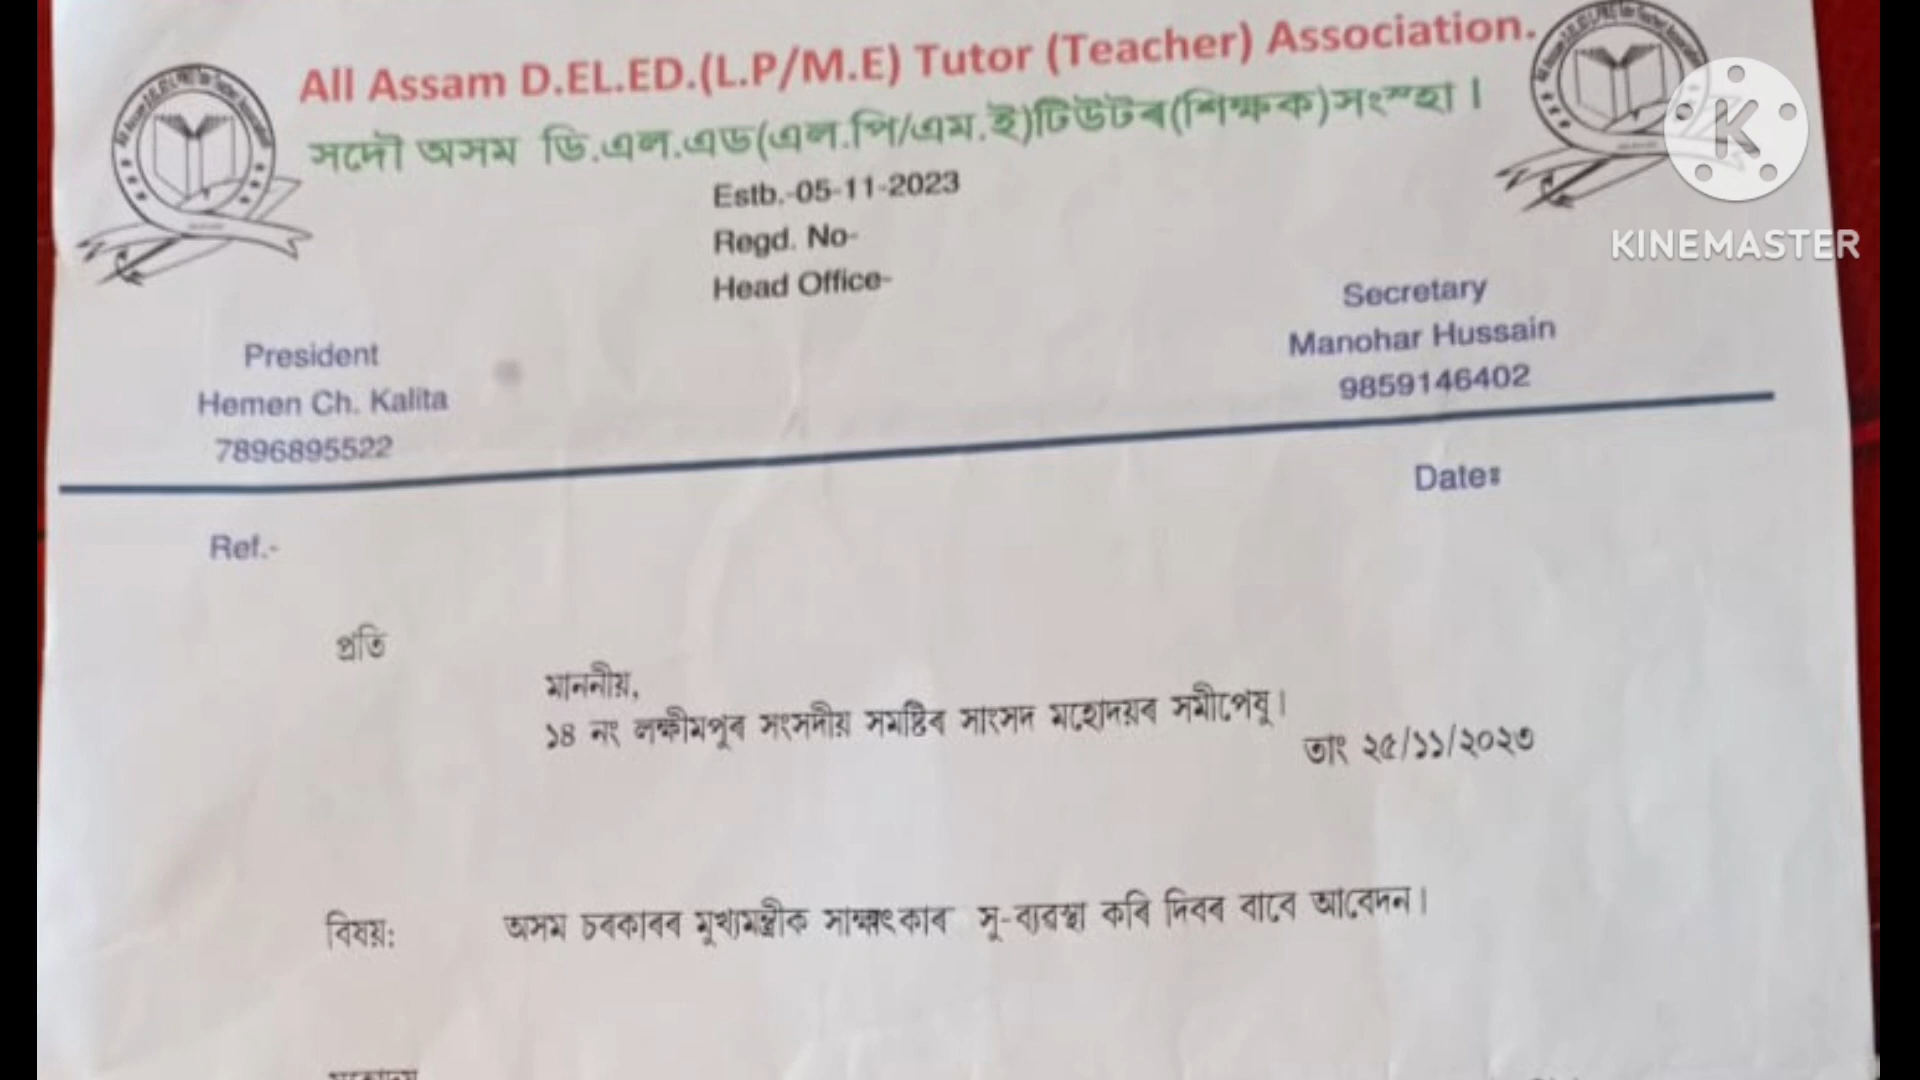 All Assam D.EL.ED.(L.P/M.E) Tutor (Teacher) Association.
সদৌ অসম ডি.এল.এড(এল.পি/এম.ই)টিউটৰ(শিক্ষক)সংস্হা ।
Estb.-05-11-2023
Regd. No-
Head Office-
KINEMASTER
Secretary
Manohar Hussain
9859146402
President
Hemen Ch. Kalita
7896895522
Date:
Ref.-
প্ৰতি
মাননীয়,
১৪ নং লক্ষীমপূৰ সংসদীয় সমষ্টিৰ সাংসদ মহোদয়ৰ সমীপেষূ।
তাং ২৫/১১/২০২৩
বিষয়: অসম চৰকাৰৰ মূখ্যমন্ত্ৰীক সাক্ষাৎকাৰ সূ-ব্যৱস্থা কৰি দিবৰ বাবে আবেদন।